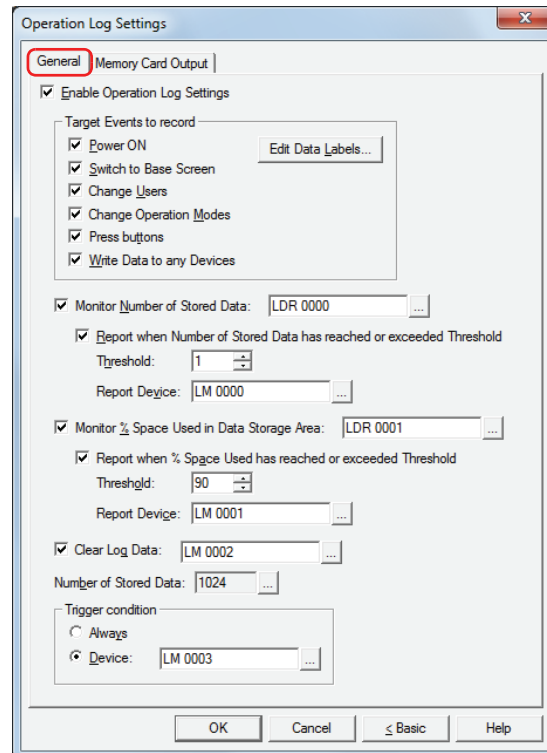 Operation Log Settings
General Memory Card Output
Enable Operation Log Settings
Target Events to record
Power ON Edit Data Labels...
Switch to Base Screen
Change Users
Change Operation Modes
Press buttons
Write Data to any Devices
Monitor Number of Stored Data: LDR 0000 ...
Report when Number of Stored Data has reached or exceeded Threshold
Threshold: 1
Report Device: LM 0000 ...
Monitor % Space Used in Data Storage Area: LDR 0001 ...
Report when % Space Used has reached or exceeded Threshold
Threshold: 90
Report Device: LM 0001 ...
Clear Log Data: LM 0002 ...
Number of Stored Data: 1024 ...
Trigger condition
Always
Device: LM 0003 ...
OK Cancel < Basic Help